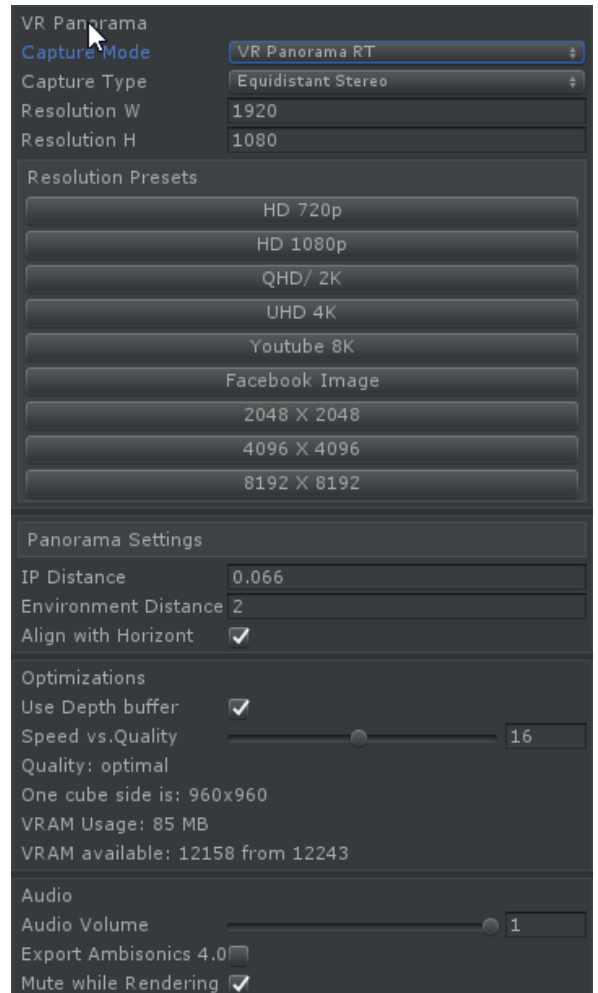 VR Panorama
Capture Mode VR Panorama RT
Capture Type Equidistant Stereo
Resolution W 1920
Resolution H 1080
Resolution Presets
HD 720p
HD 1080p
QHD/ 2K
UHD 4K
Youtube 8K
Facebook Image
2048 X 2048
4096 X 4096
8192 X 8192
Panorama Settings
IP Distance 0.066
Environment Distance 2
Align with Horizont
Optimizations
Use Depth buffer
Speed vs.Quality 16
Quality: optimal
One cube side is: 960x960
VRAM Usage: 85 MB
VRAM available: 12158 from 12243
Audio
Audio Volume 1
Export Ambisonics 4.0
Mute while Rendering